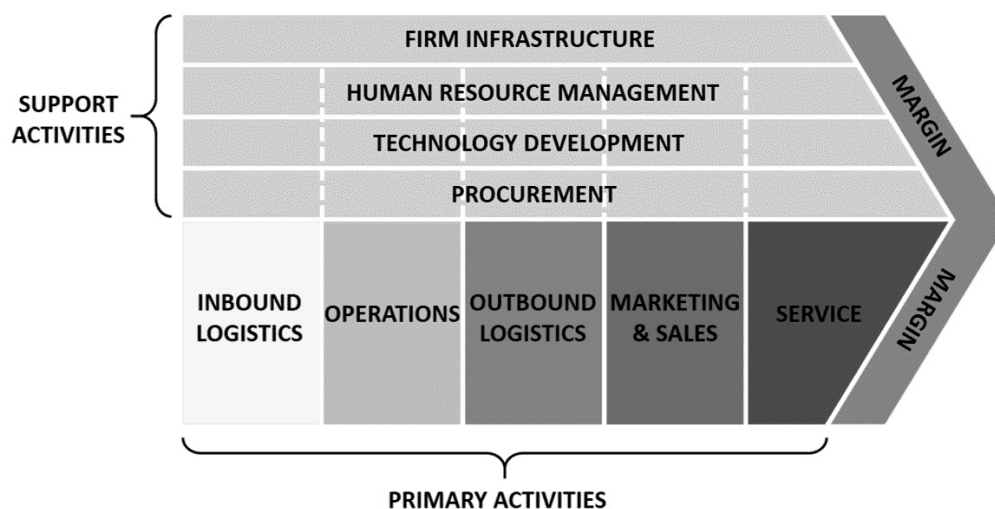 FIRM INFRASTRUCTURE
HUMAN RESOURCE MANAGEMENT
TECHNOLOGY DEVELOPMENT
PROCUREMENT
SUPPORT
ACTIVITIES
MARGIN
INBOUND
LOGISTICS
OPERATIONS
OUTBOUND
LOGISTICS
MARKETING
& SALES
SERVICE
MARGIN
PRIMARY ACTIVITIES